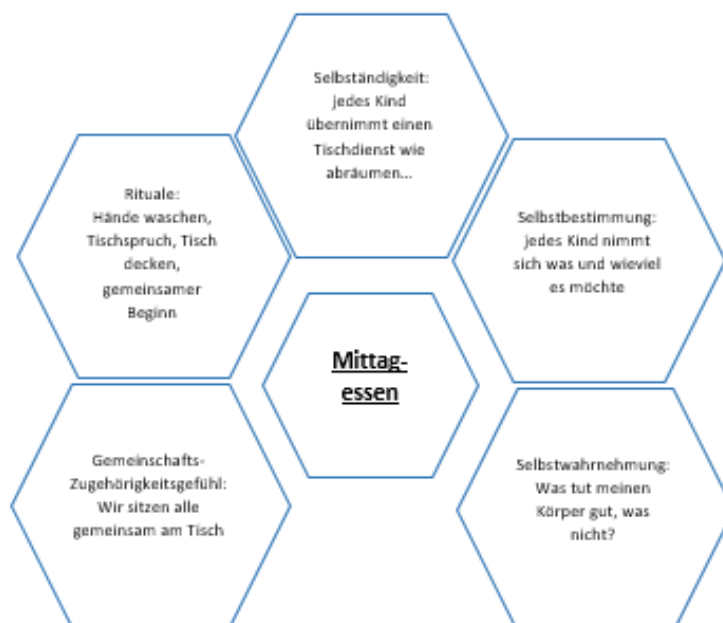 Selbständigkeit:
jedes Kind
übernimmt einen
Tischdienst wie
abräumen...
Rituale:
Hände waschen,
Tischspruch, Tisch
decken,
gemeinsamer
Beginn
Selbstbestimmung:
jedes Kind nimmt
sich was und wieviel
es möchte
Mittag-
essen
Gemeinschafts-
Zugehörigkeitsgefühl:
Wir sitzen alle
gemeinsam am Tisch
Selbstwahrnehmung:
Was tut meinen
Körper gut, was
nicht?